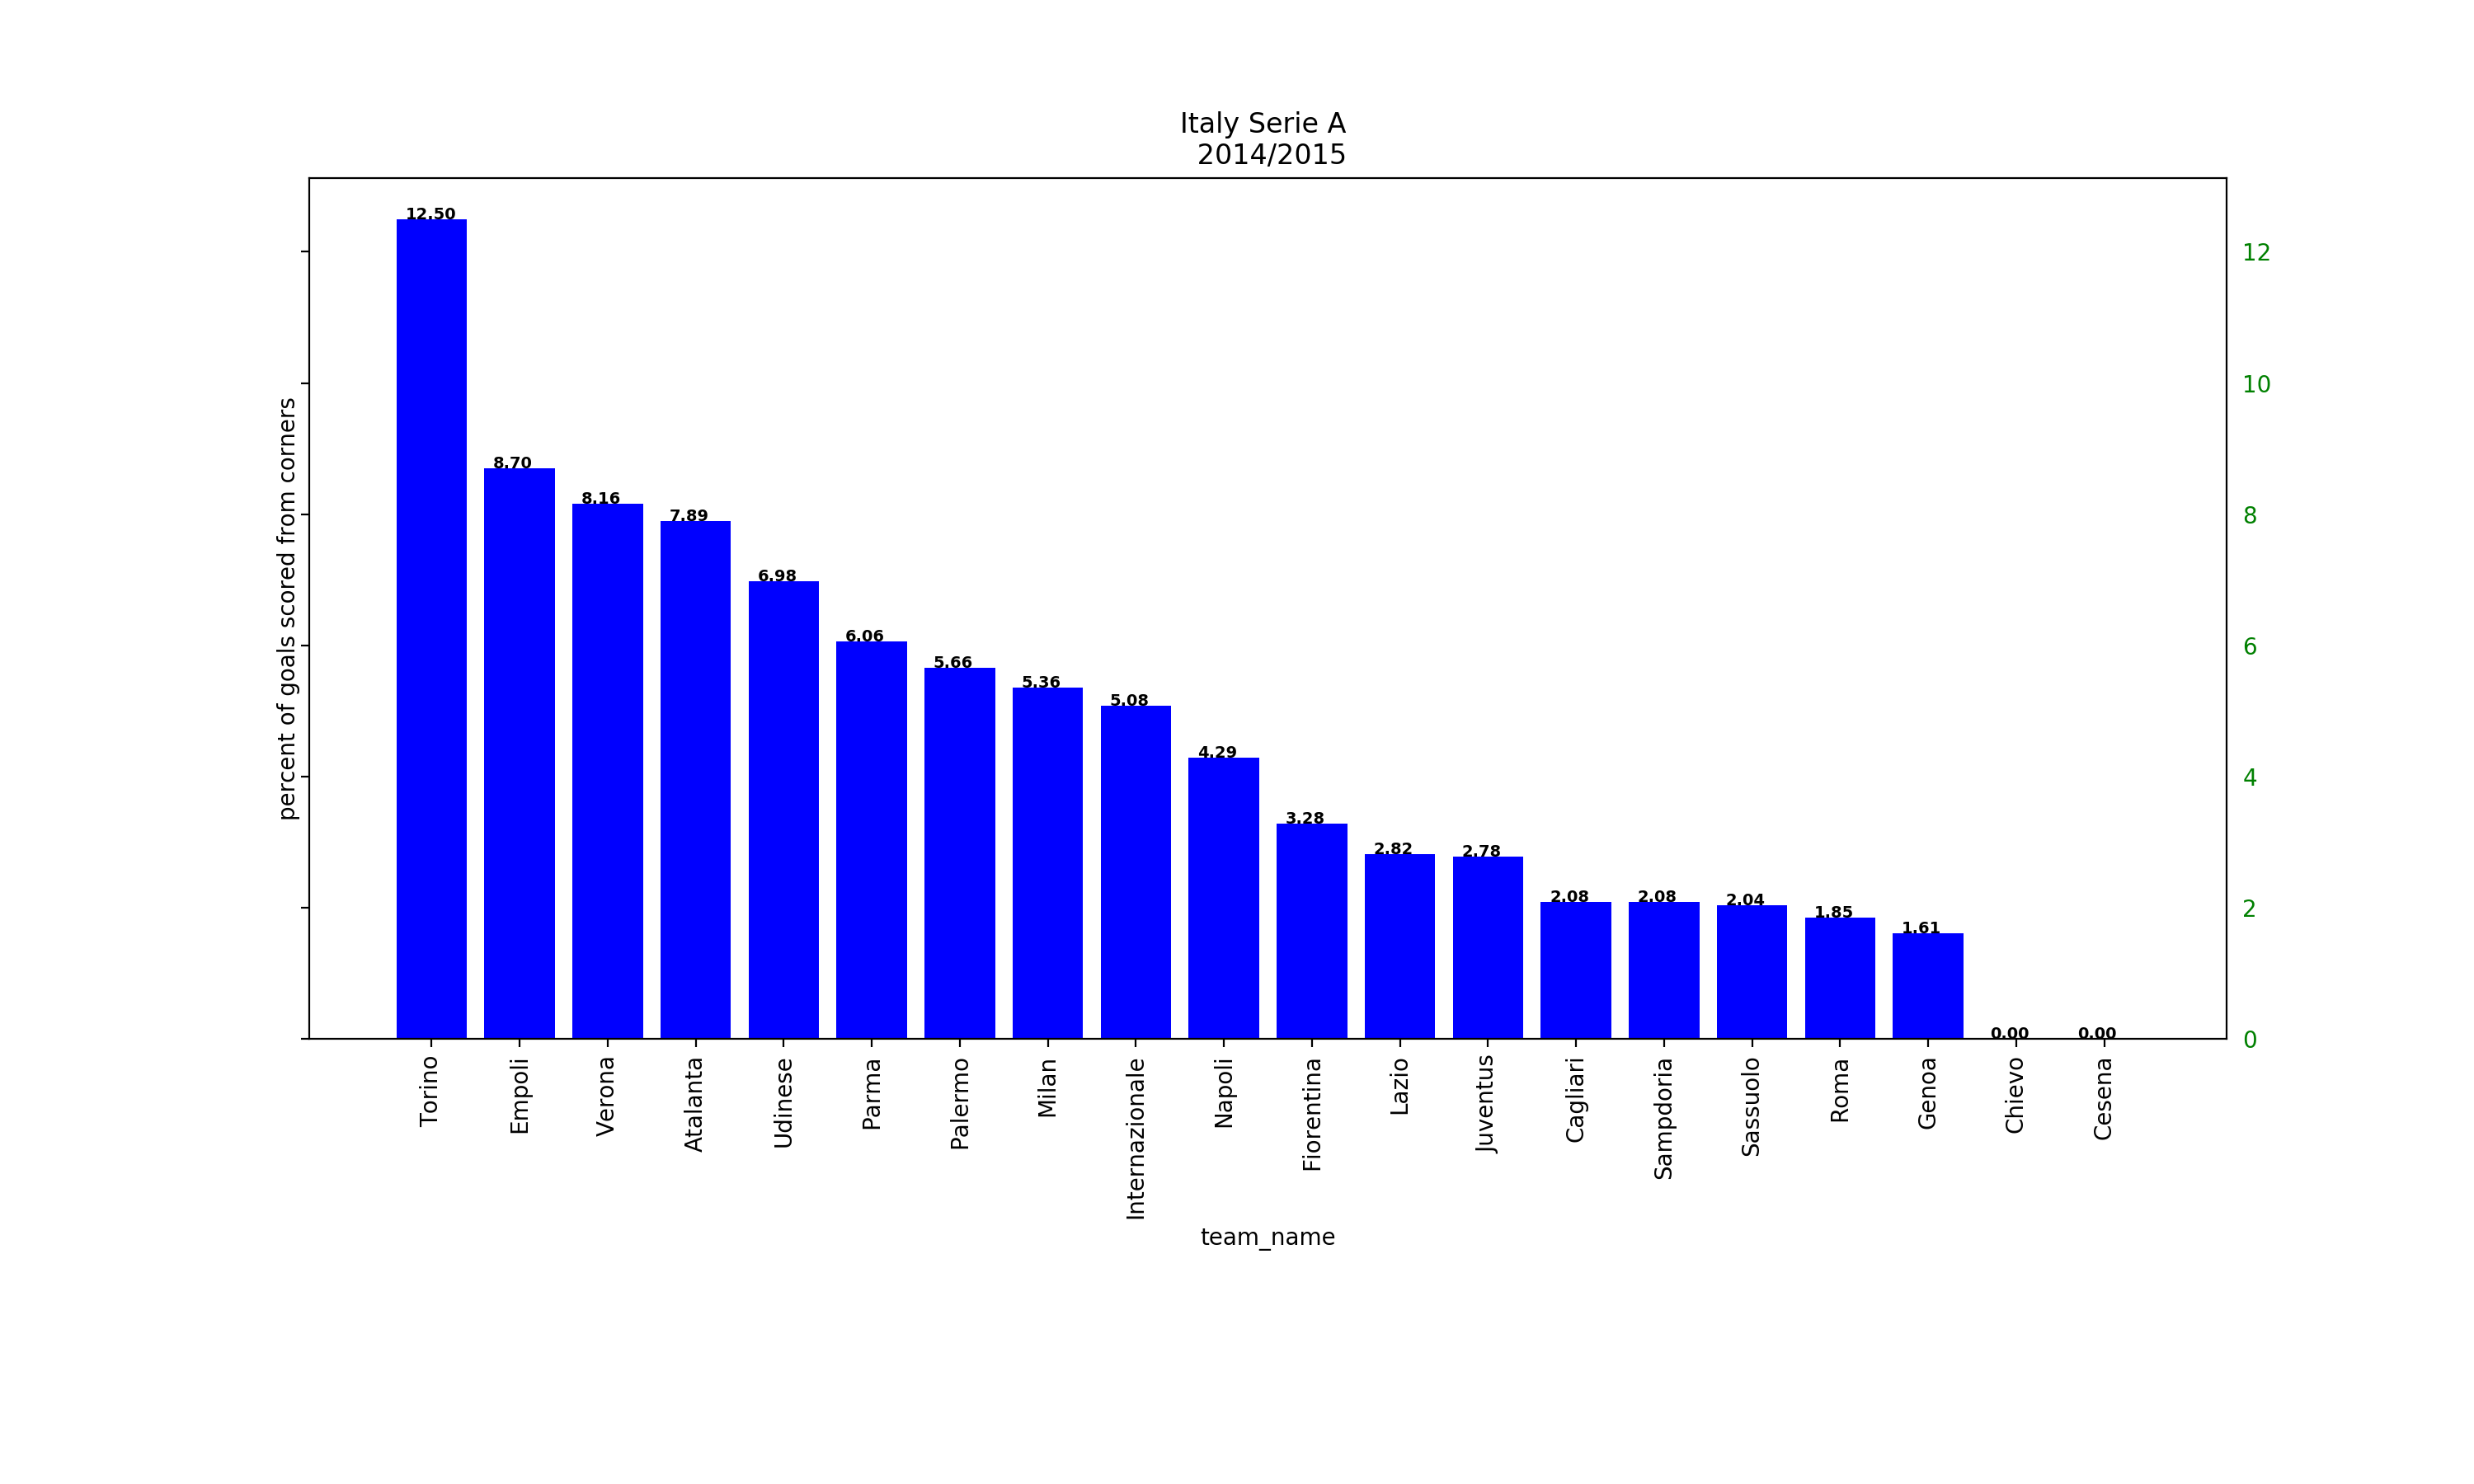 Italy Serie A
2014/2015
percent of goals scored from corners
12.50
8.70
8.16
7.89
6.98
6.06
5.66
5.36
5.08
4.29
3.28
2.82
2.78
2.08
2.08
2.04
1.85
1.61
0.00
0.00
12
10
8
6
4
2
0
Torino
Empoli
Verona
Atalanta
Udinese
Parma
Palermo
Milan
Internazionale
Napoli
Fiorentina
Lazio
Juventus
Cagliari
Sampdoria
Sassuolo
Roma
Genoa
Chievo
Cesena
team_name